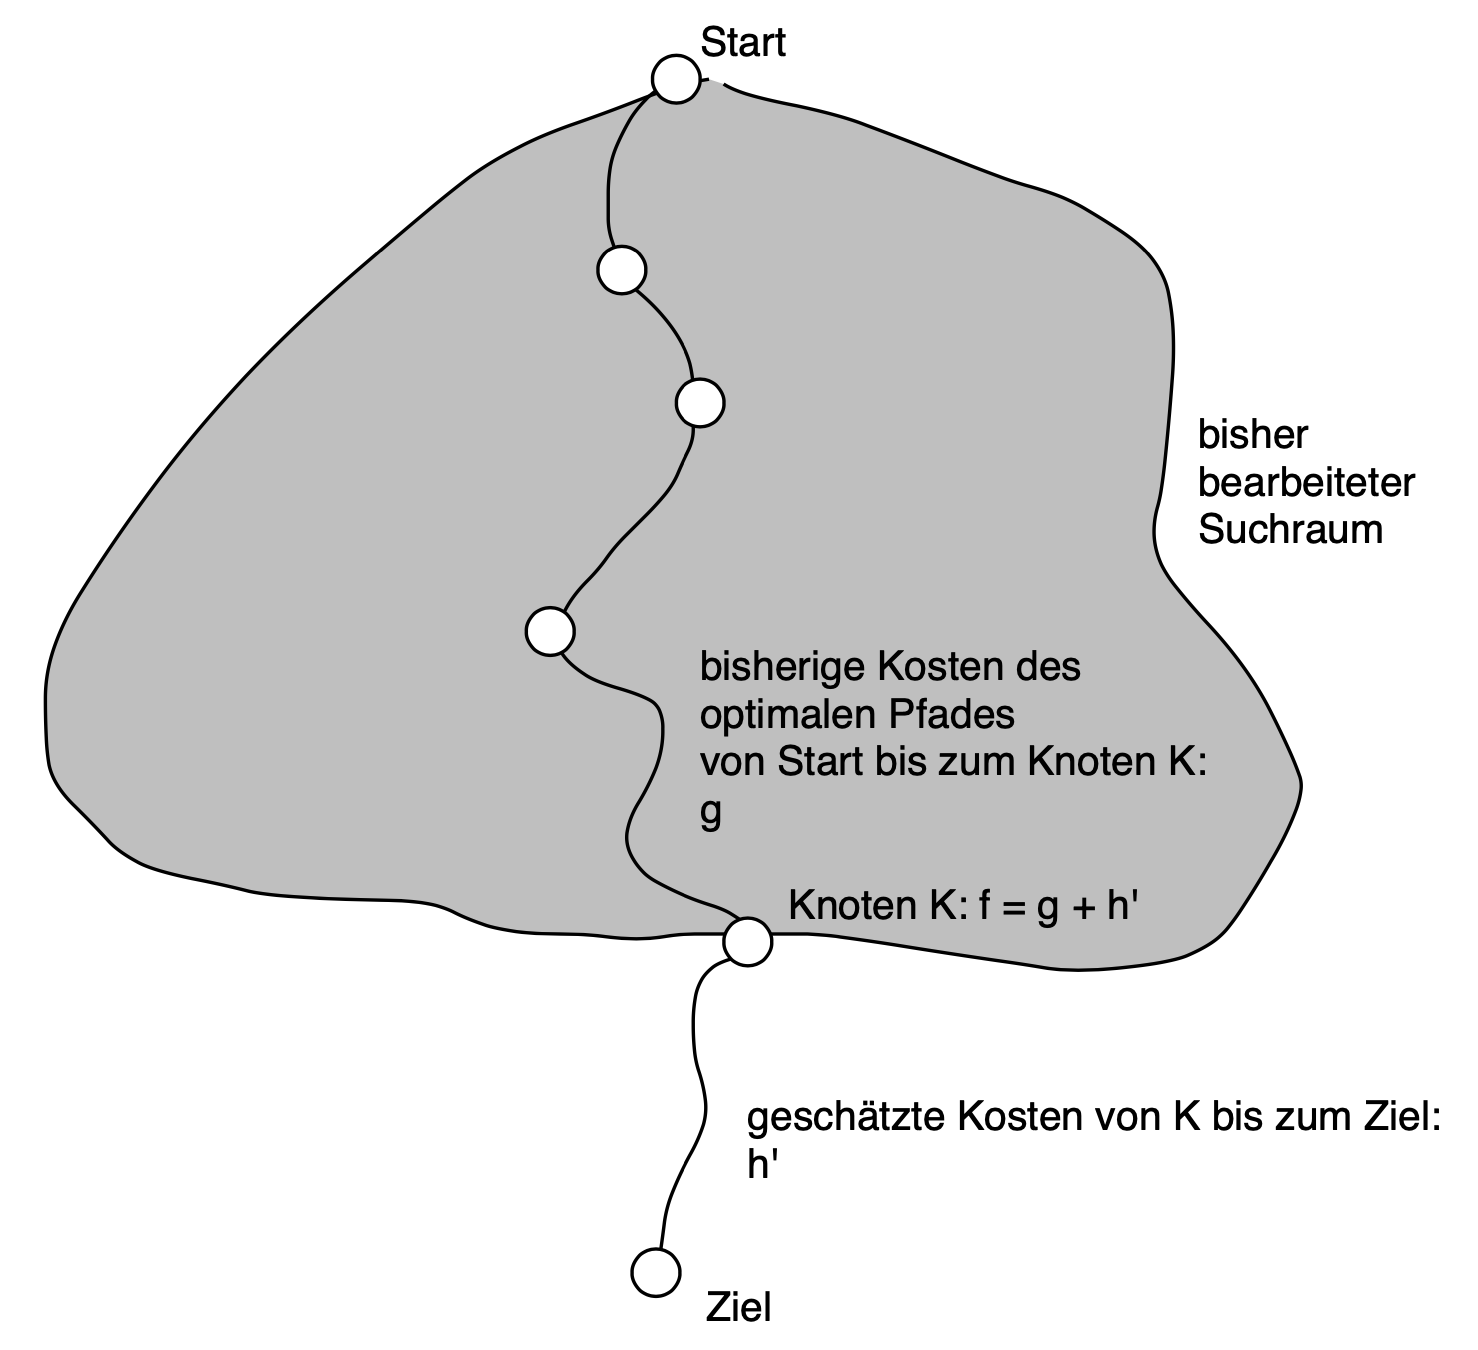 Start
bisher
bearbeiteter
Suchraum
bisherige Kosten des
optimalen Pfades
von Start bis zum Knoten K:
g
Knoten K: f = g + h'
geschätzte Kosten von K bis zum Ziel:
h'
Ziel